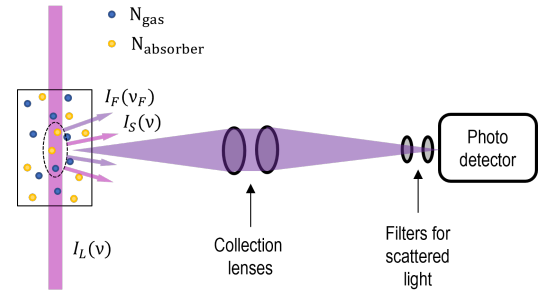 N_gas
N_absorber
I_F(ν_F)
I_S(ν)
I_L(ν)
Photo
detector
Collection
lenses
Filters for
scattered
light